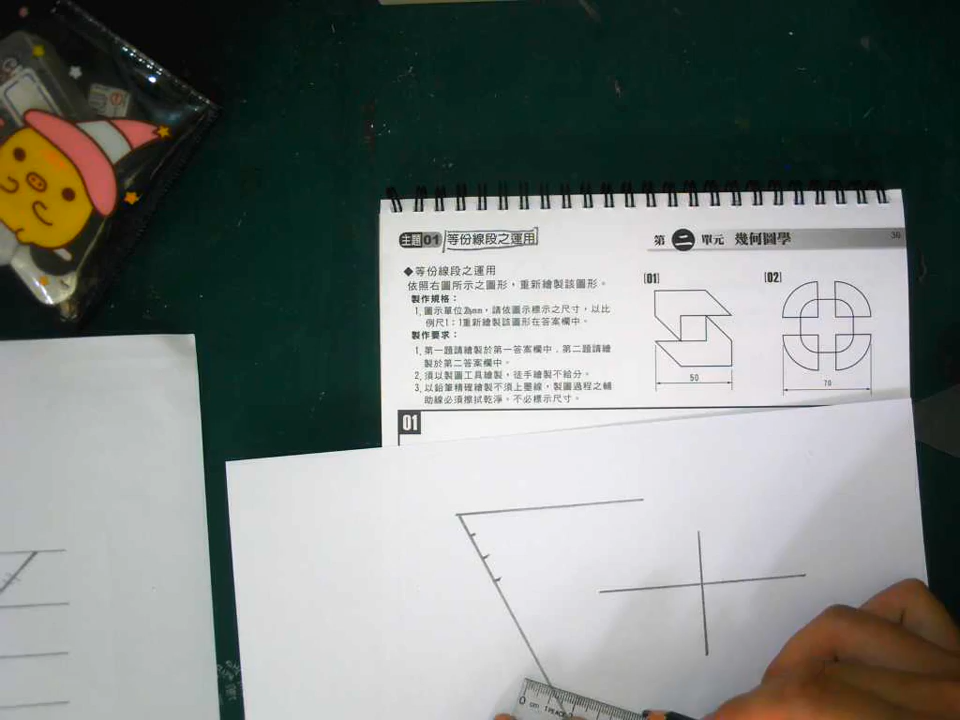 主題01 等份線段之運用
第 二 單元 幾何圖學 36
◆等份線段之運用
依照右圖所示之圖形，重新繪製該圖形。
製作規格：
1. 圖示單位為mm，請依圖示標示之尺寸，以比
例尺1：1重新繪製該圖形在答案欄中。
製作要求：
1. 第一題請繪製於第一答案欄中，第二題請繪
製於第二答案欄中。
2. 須以製圖工具繪製，徒手繪製不給分。
3. 以鉛筆精確繪製不須上墨線，製圖過程之輔
助線必須擦拭乾淨，不必標示尺寸。
[01]
50
[02]
70
01
0 cm 1